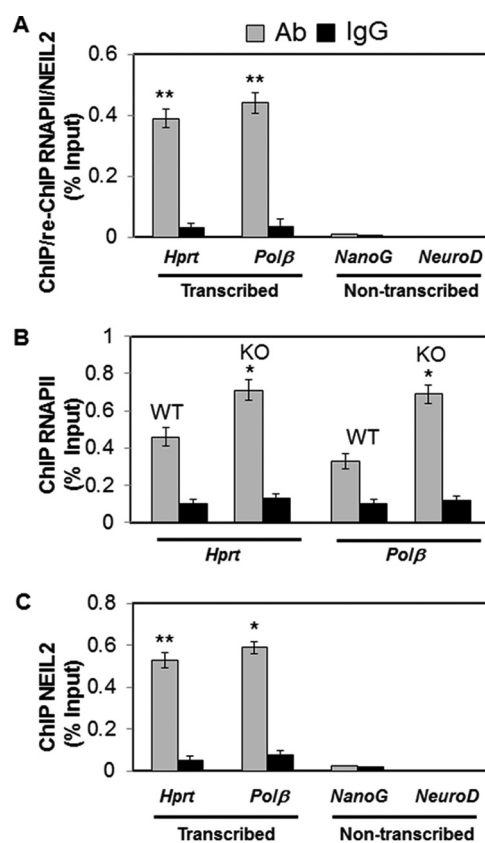 A
Ab IgG
ChIP/re-ChIP RNAPII/NEIL2
(% Input)
0.6
0.4
0.2
0
** **
Hprt Polβ NanoG NeuroD
Transcribed Non-transcribed
B
ChIP RNAPII
(% Input)
1
0.8
0.6
0.4
0.2
0
WT KO WT KO
* *
Hprt Polβ
C
ChIP NEIL2
(% Input)
0.8
0.6
0.4
0.2
0
** *
Hprt Polβ NanoG NeuroD
Transcribed Non-transcribed